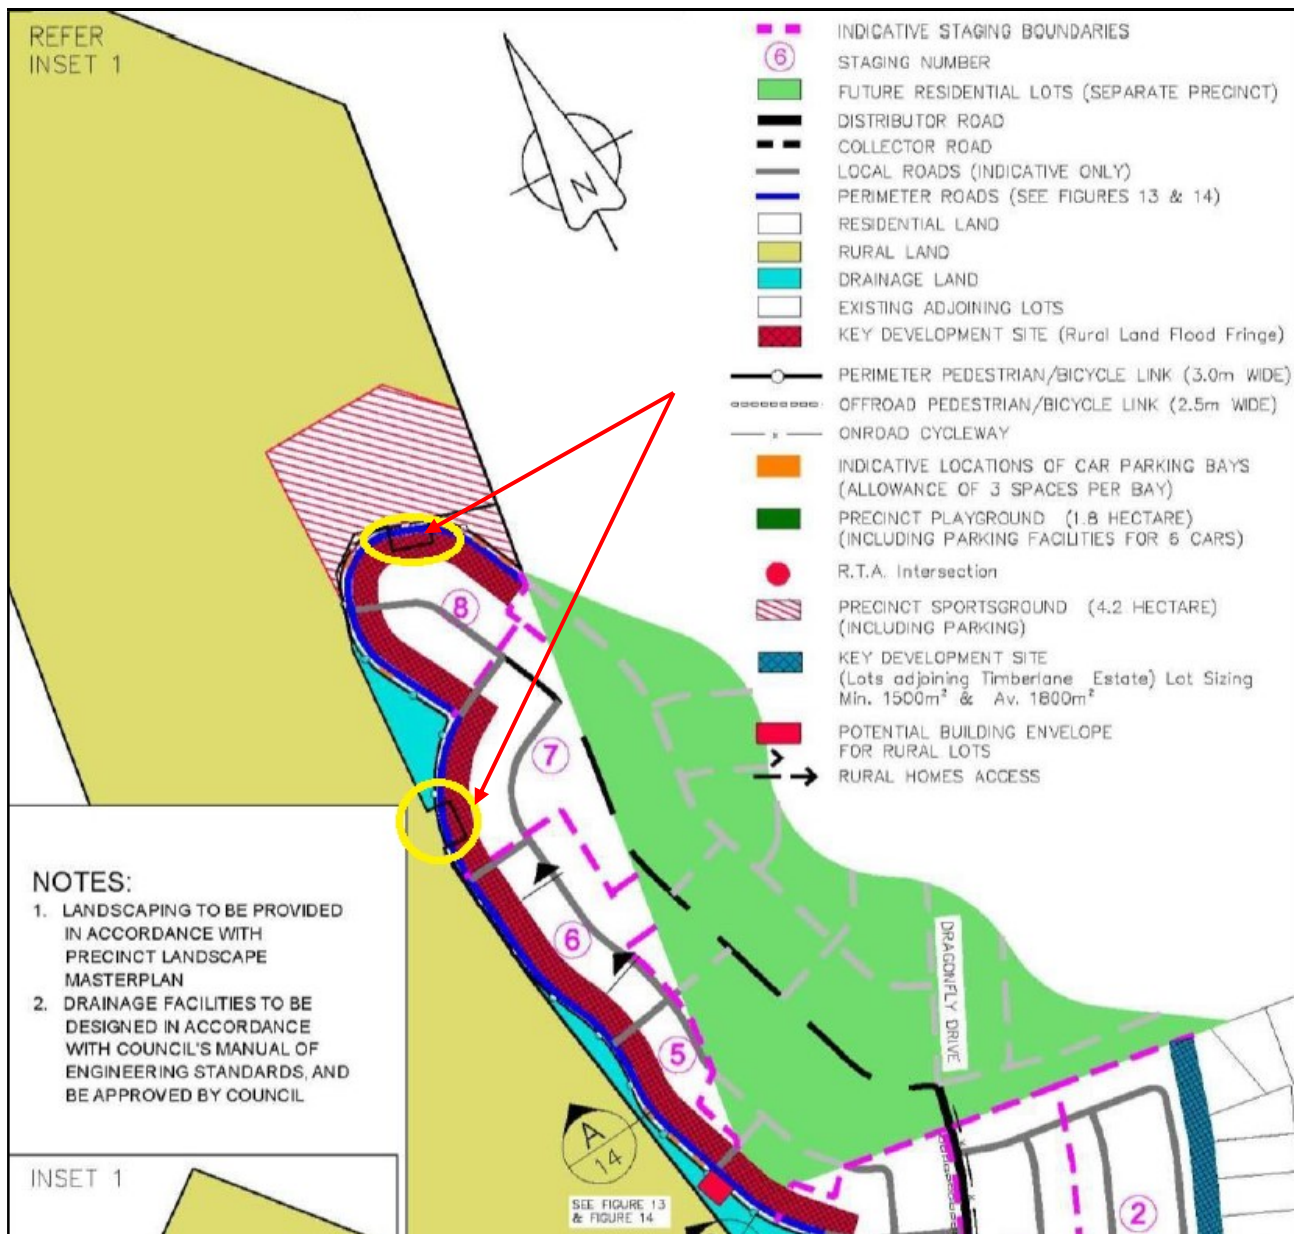 REFER
INSET 1
N
INDICATIVE STAGING BOUNDARIES
6
STAGING NUMBER
FUTURE RESIDENTIAL LOTS (SEPARATE PRECINCT)
DISTRIBUTOR ROAD
COLLECTOR ROAD
LOCAL ROADS (INDICATIVE ONLY)
PERIMETER ROADS (SEE FIGURES 13 & 14)
RESIDENTIAL LAND
RURAL LAND
DRAINAGE LAND
EXISTING ADJOINING LOTS
KEY DEVELOPMENT SITE (Rural Land Flood Fringe)
PERIMETER PEDESTRIAN/BICYCLE LINK (3.0m WIDE)
OFFROAD PEDESTRIAN/BICYCLE LINK (2.5m WIDE)
x
ONROAD CYCLEWAY
INDICATIVE LOCATIONS OF CAR PARKING BAYS
(ALLOWANCE OF 3 SPACES PER BAY)
PRECINCT PLAYGROUND (1.8 HECTARE)
(INCLUDING PARKING FACILITIES FOR 6 CARS)
R.T.A. Intersection
PRECINCT SPORTSGROUND (4.2 HECTARE)
(INCLUDING PARKING)
KEY DEVELOPMENT SITE
(Lots adjoining Timberlane Estate) Lot Sizing
Min. 1500m² & Av. 1800m²
POTENTIAL BUILDING ENVELOPE
FOR RURAL LOTS
RURAL HOMES ACCESS
8
7
6
5
2
DRAGONFLY DRIVE
NOTES:
1. LANDSCAPING TO BE PROVIDED
IN ACCORDANCE WITH
PRECINCT LANDSCAPE
MASTERPLAN
2. DRAINAGE FACILITIES TO BE
DESIGNED IN ACCORDANCE
WITH COUNCIL'S MANUAL OF
ENGINEERING STANDARDS, AND
BE APPROVED BY COUNCIL
A
14
SEE FIGURE 13
& FIGURE 14
INSET 1